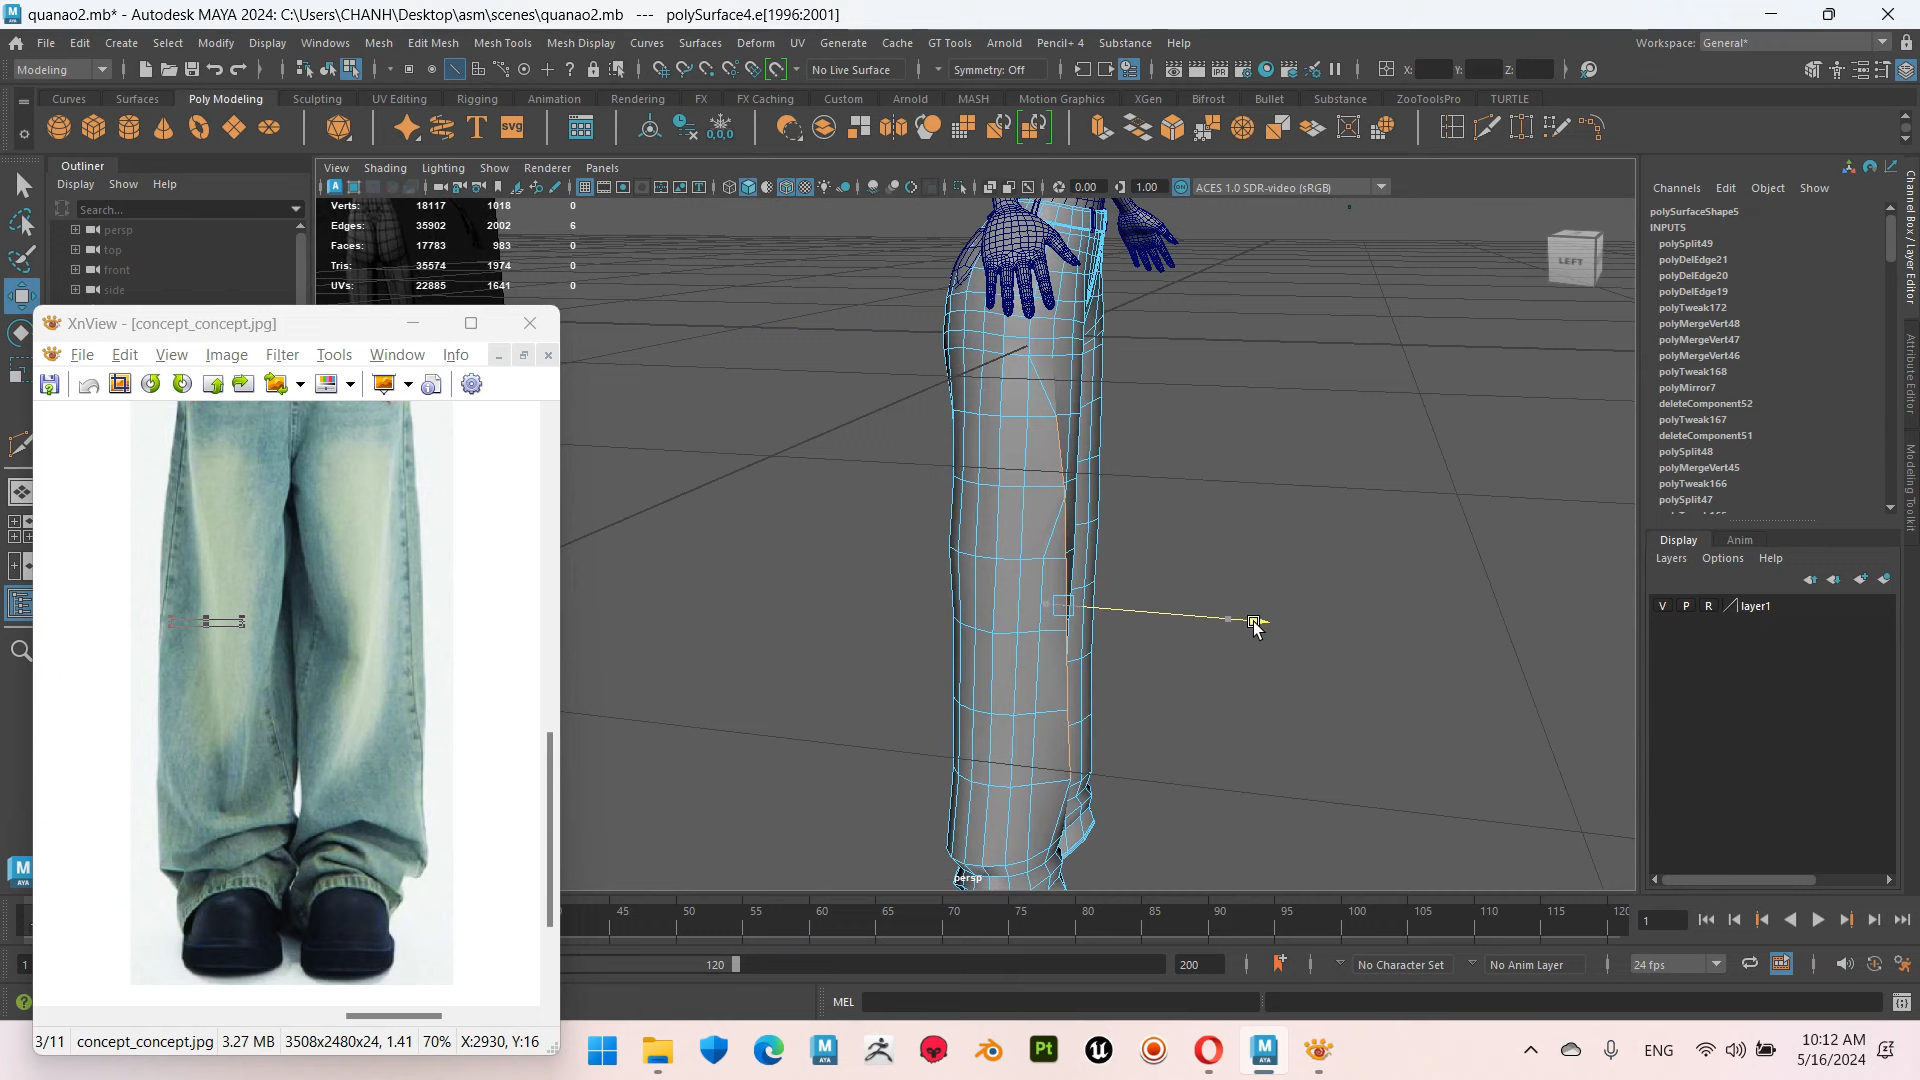 quanao2.mb* - Autodesk MAYA 2024: C:\Users\CHANH\Desktop\asm\scenes\quanao2.mb --- polySurface4.e[1996:2001]
File Edit Create Select Modify Display Windows Mesh Edit Mesh Mesh Tools Mesh Display Curves Surfaces Deform UV Generate Cache GT Tools Arnold Pencil+ 4 Substance Help
Workspace: General*
Modeling No Live Surface Symmetry: Off X: Y: Z:
Curves Surfaces Poly Modeling Sculpting UV Editing Rigging Animation Rendering FX FX Caching Custom Arnold MASH Motion Graphics XGen Bifrost Bullet Substance ZooToolsPro TURTLE
Outliner
Display Show Help
Search...
persp
top
front
side
View Shading Lighting Show Renderer Panels
0.00 1.00 ACES 1.0 SDR-video (sRGB)
Verts: 18117 1018 0
Edges: 35902 2002 6
Faces: 17783 983 0
Tris: 35574 1974 0
UVs: 22885 1641 0
LEFT
persp
XnView - [concept_concept.jpg]
File Edit View Image Filter Tools Window Info
3/11 concept_concept.jpg 3.27 MB 3508x2480x24, 1.41 70% X:2930, Y:16
Channels Edit Object Show
polySurfaceShape5
INPUTS
polySplit49
polyDelEdge21
polyDelEdge20
polyDelEdge19
polyTweak172
polyMergeVert48
polyMergeVert47
polyMergeVert46
polyTweak168
polyMirror7
deleteComponent52
polyTweak167
deleteComponent51
polySplit48
polyMergeVert45
polyTweak166
polySplit47
Channel Box / Layer Editor
Attribute Editor
Modeling Toolkit
Display Anim
Layers Options Help
V P R layer1
45 50 55 60 65 70 75 80 85 90 95 100 105 110 115 120
1
1 120 200 No Character Set No Anim Layer 24 fps
MEL
MAYA
ENG
10:12 AM
5/16/2024